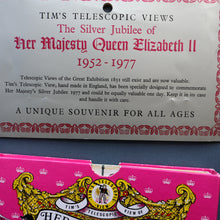 TIM'S TELESCOPIC VIEWS
The Silver Jubilee of
Her Majesty Queen Elizabeth II
1952 - 1977
Telescopic Views of the Great Exhibition 1851 still exist and are now valuable.
Tim's Telescopic View, hand made in England, has been specially designed to commemorate
Her Majesty's Silver Jubilee 1977 and could be equally valuable one day. Keep it in its case
and handle it with care.
A UNIQUE SOUVENIR FOR ALL AGES
TIM'S
TELESCOPIC
VIEW OF
HER